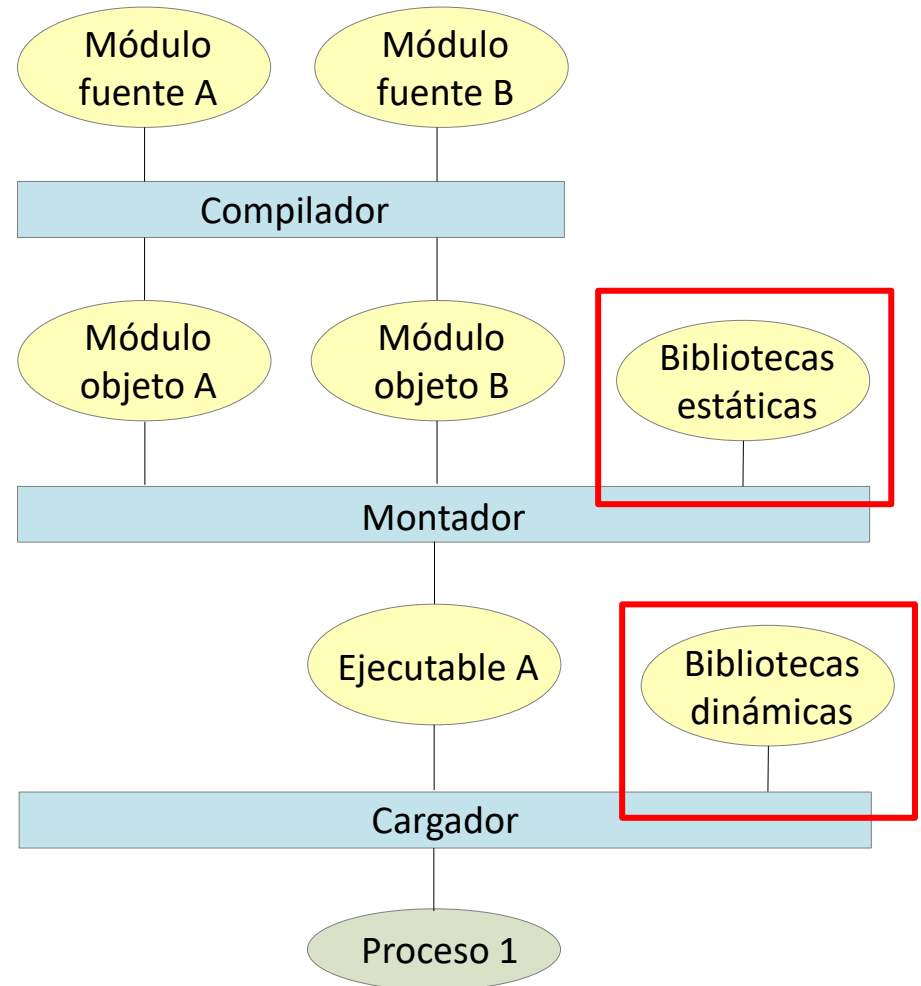 Módulo
fuente A
Módulo
fuente B
Compilador
Módulo
objeto A
Módulo
objeto B
Bibliotecas
estáticas
Montador
Ejecutable A
Bibliotecas
dinámicas
Cargador
Proceso 1